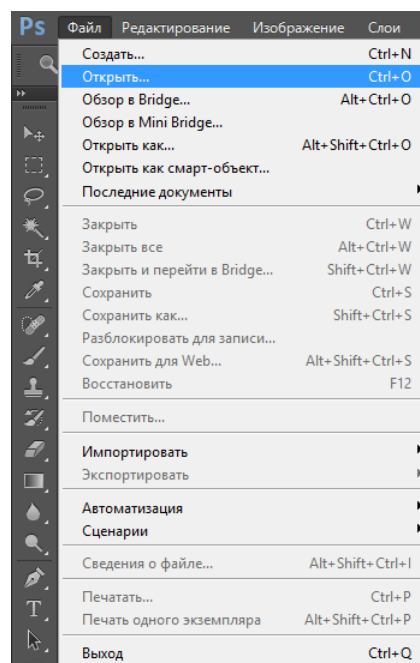 Ps Файл Редактирование Изображение Слои
Создать... Ctrl+N
Открыть... Ctrl+O
Обзор в Bridge... Alt+Ctrl+O
Обзор в Mini Bridge...
Открыть как... Alt+Shift+Ctrl+O
Открыть как смарт-объект...
Последние документы
Закрыть Ctrl+W
Закрыть все Alt+Ctrl+W
Закрыть и перейти в Bridge... Shift+Ctrl+W
Сохранить Ctrl+S
Сохранить как... Shift+Ctrl+S
Разблокировать для записи...
Сохранить для Web... Alt+Shift+Ctrl+S
Восстановить F12
Поместить...
Импортировать
Экспортировать
Автоматизация
Сценарии
Сведения о файле... Alt+Shift+Ctrl+I
Печатать... Ctrl+P
Печать одного экземпляра Alt+Shift+Ctrl+P
T
Выход Ctrl+Q